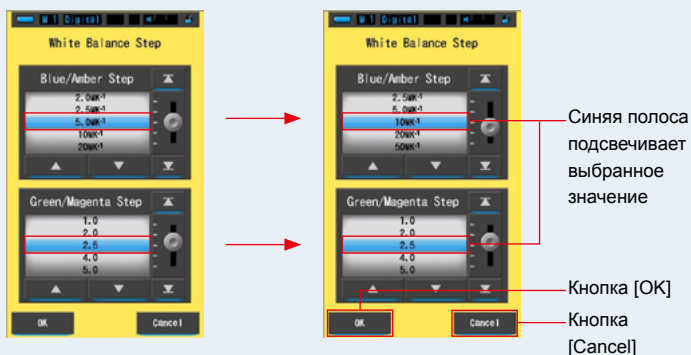 M 1 Digital
White Balance Step
Blue/Amber Step
2.0MK-1
2.5MK-1
5.0MK-1
10MK-1
20MK-1
Green/Magenta Step
1.0
2.0
2.5
4.0
5.0
OK
Cancel
M 1 Digital
White Balance Step
Blue/Amber Step
2.5MK-1
5.0MK-1
10MK-1
20MK-1
50MK-1
Green/Magenta Step
1.0
2.0
2.5
4.0
5.0
OK
Cancel
Синяя полоса
подсвечивает
выбранное
значение
Кнопка [OK]
Кнопка
[Cancel]